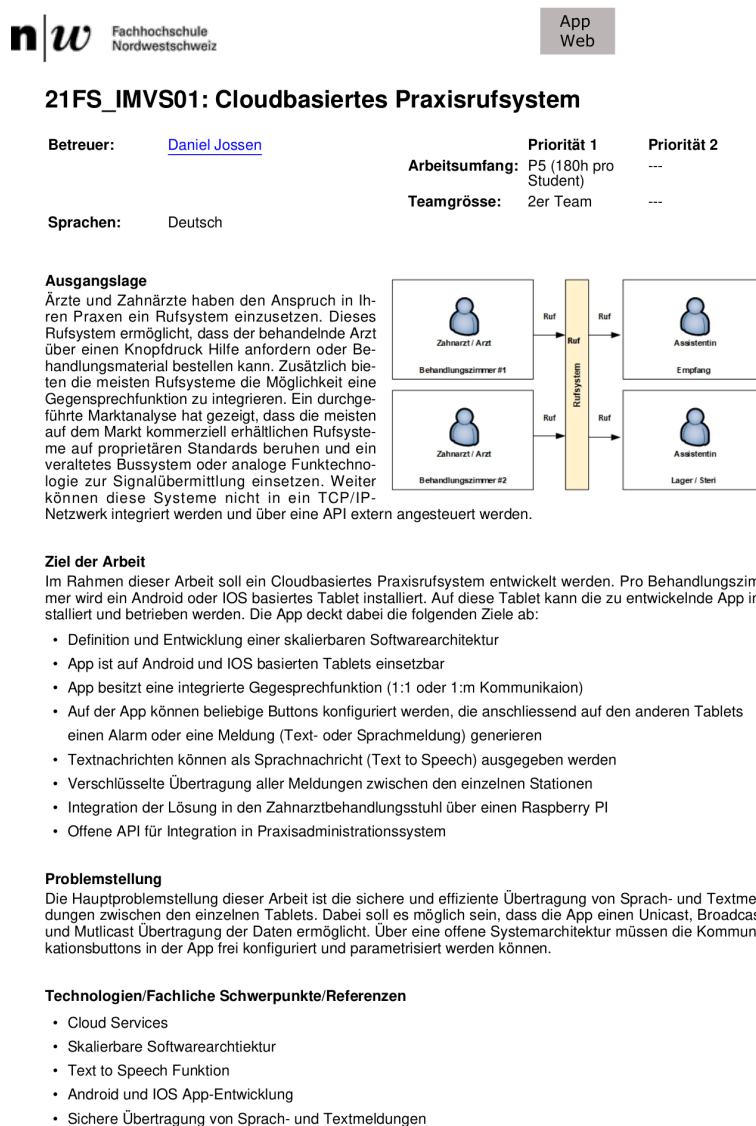 n|w Fachhochschule
Nordwestschweiz
App
Web
21FS_IMVS01: Cloudbasiertes Praxisrufsystem
Betreuer: Daniel Jossen
Priorität 1 Priorität 2
Arbeitsumfang: P5 (180h pro
Student) ---
Teamgrösse: 2er Team ---
Sprachen: Deutsch
Ausgangslage
Ärzte und Zahnärzte haben den Anspruch in Ih-
ren Praxen ein Rufsystem einzusetzen. Dieses
Rufsystem ermöglicht, dass der behandelnde Arzt
über einen Knopfdruck Hilfe anfordern oder Be-
handlungsmaterial bestellen kann. Zusätzlich bie-
ten die meisten Rufsysteme die Möglichkeit eine
Gegensprechfunktion zu integrieren. Ein durchge-
führte Marktanalyse hat gezeigt, dass die meisten
auf dem Markt kommerziell erhältlichen Rufsyste-
me auf proprietären Standards beruhen und ein
veraltetes Bussystem oder analoge Funktechno-
logie zur Signalübermittlung einsetzen. Weiter
können diese Systeme nicht in ein TCP/IP-
Netzwerk integriert werden und über eine API extern angesteuert werden.
Zahnarzt / Arzt
Behandlungszimmer #1
Ruf
Ruf
Ruf
Assistentin
Empfang
Rufsystem
Zahnarzt / Arzt
Behandlungszimmer #2
Ruf
Ruf
Assistentin
Lager / Steri
Ziel der Arbeit
Im Rahmen dieser Arbeit soll ein Cloudbasiertes Praxisrufsystem entwickelt werden. Pro Behandlungszim
mer wird ein Android oder IOS basiertes Tablet installiert. Auf diese Tablet kann die zu entwickelnde App in
stalliert und betrieben werden. Die App deckt dabei die folgenden Ziele ab:
• Definition und Entwicklung einer skalierbaren Softwarearchitektur
• App ist auf Android und IOS basierten Tablets einsetzbar
• App besitzt eine integrierte Gegesprechfunktion (1:1 oder 1:m Kommunikaion)
• Auf der App können beliebige Buttons konfiguriert werden, die anschliessend auf den anderen Tablets
einen Alarm oder eine Meldung (Text- oder Sprachmeldung) generieren
• Textnachrichten können als Sprachnachricht (Text to Speech) ausgegeben werden
• Verschlüsselte Übertragung aller Meldungen zwischen den einzelnen Stationen
• Integration der Lösung in den Zahnarztbehandlungsstuhl über einen Raspberry PI
• Offene API für Integration in Praxisadministrationssystem
Problemstellung
Die Hauptproblemstellung dieser Arbeit ist die sichere und effiziente Übertragung von Sprach- und Textme
dungen zwischen den einzelnen Tablets. Dabei soll es möglich sein, dass die App einen Unicast, Broadcas
und Mutlicast Übertragung der Daten ermöglicht. Über eine offene Systemarchitektur müssen die Kommun
kationsbuttons in der App frei konfiguriert und parametrisiert werden können.
Technologien/Fachliche Schwerpunkte/Referenzen
• Cloud Services
• Skalierbare Softwarearchtiektur
• Text to Speech Funktion
• Android und IOS App-Entwicklung
• Sichere Übertragung von Sprach- und Textmeldungen